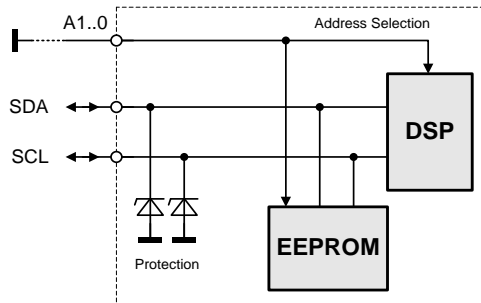 A1..0
Address Selection
SDA
DSP
SCL
EEPROM
Protection